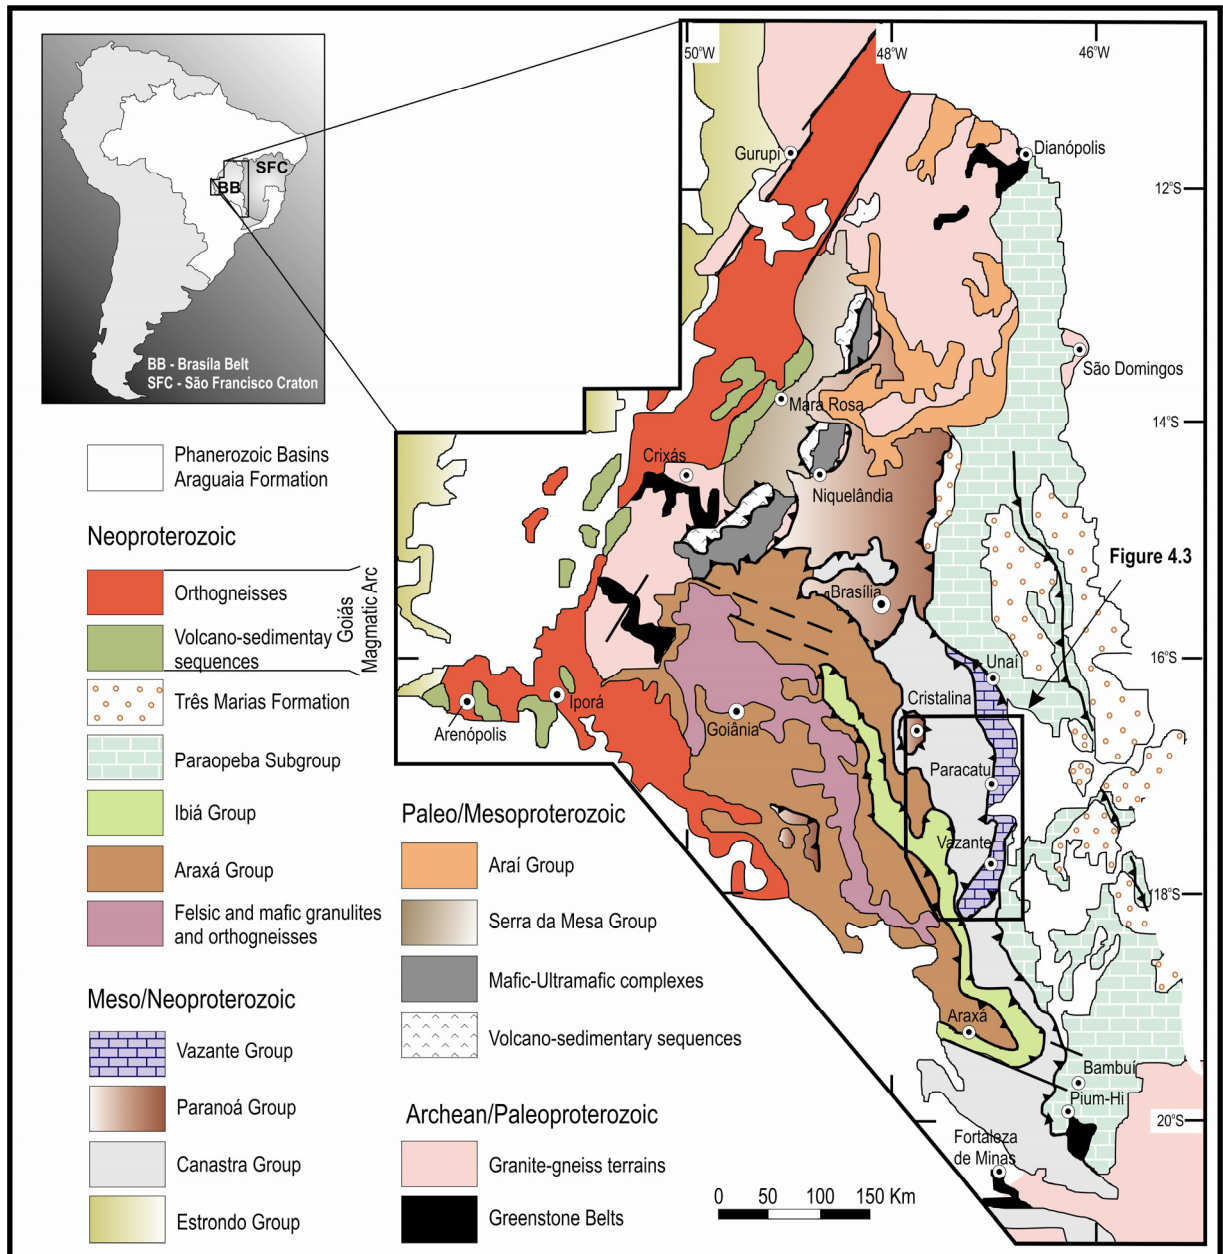 50°W
48°W
46°W
12°S
14°S
16°S
18°S
20°S
SFC
BB
BB - Brasíla Belt
SFC - São Francisco Craton
Gurupi
Dianópolis
São Domingos
Mara Rosa
Crixás
Niquelândia
Figure 4.3
Brasília
Unaí
Cristalina
Iporá
Arenópolis
Goiânia
Paracatu
Vazante
Araxá
Bambuí
Pium-Hi
Fortaleza
de Minas
Phanerozoic Basins
Araguaia Formation
Neoproterozoic
Orthogneisses
Volcano-sedimentay
sequences
Goiás
Magmatic Arc
Três Marias Formation
Paraopeba Subgroup
Ibiá Group
Araxá Group
Felsic and mafic granulites
and orthogneisses
Meso/Neoproterozoic
Vazante Group
Paranoá Group
Canastra Group
Estrondo Group
Paleo/Mesoproterozoic
Araí Group
Serra da Mesa Group
Mafic-Ultramafic complexes
Volcano-sedimentary sequences
Archean/Paleoproterozoic
Granite-gneiss terrains
Greenstone Belts
0 50 100 150 Km